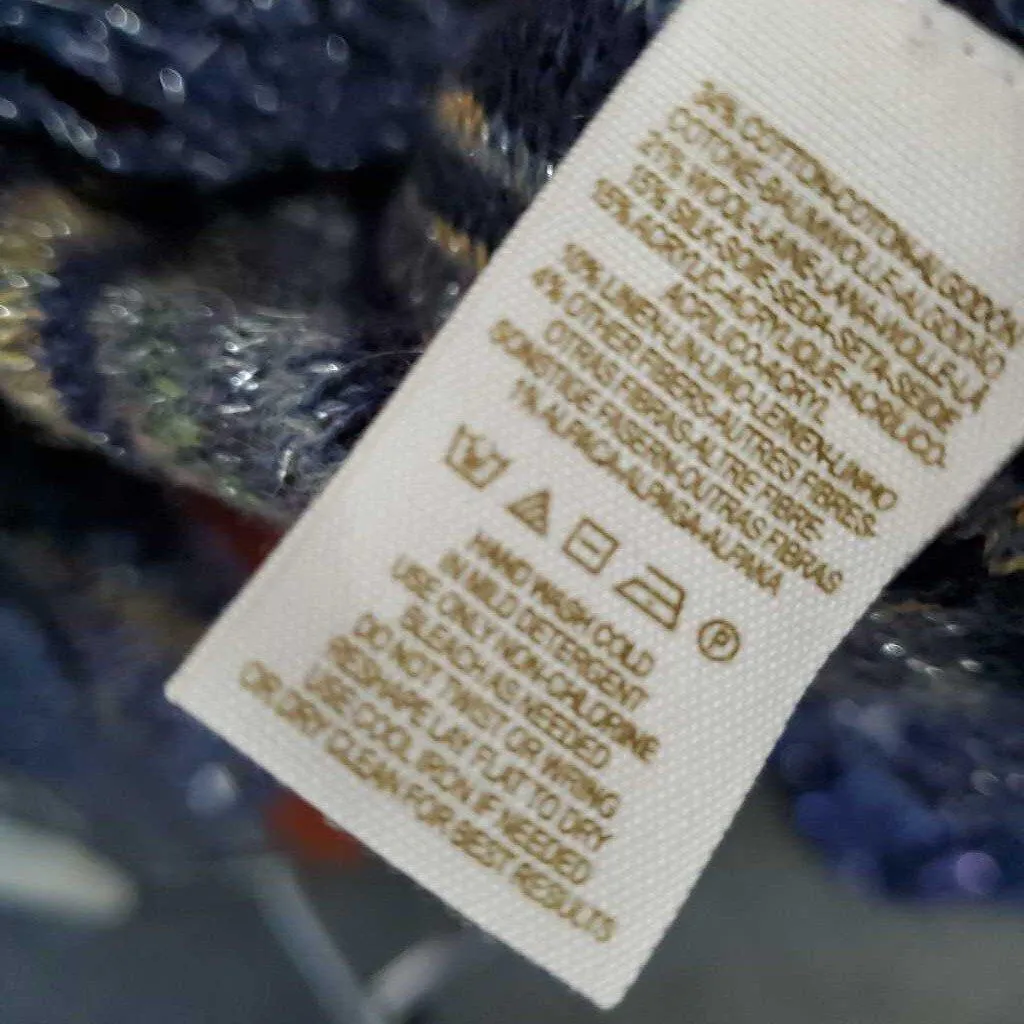 COTTON-COTON-ALGODÓN
COTONE-BAUMWOLLE-ALGODÃO
21% WOOL-LAINE-LANA-WOLLE-LÃ
15% SILK-SOIE-SEDA-SETA-SEIDE
15% ACRYLIC-ACRYLIQUE-ACRÍLICO-
ACRILICO-ACRYL
10% LINEN-LIN-LINO-LEINEN-LINHO
4% OTHER FIBERS-AUTRES FIBRES-
OTRAS FIBRAS-ALTRE FIBRE-
SONSTIGE FASERN-OUTRAS FIBRAS
1% ALPACA-ALPAGA-ALPAKA
P
HAND WASH COLD
IN MILD DETERGENT
USE ONLY NON-CHLORINE
BLEACH AS NEEDED
DO NOT TWIST OR WRING
RESHAPE LAY FLAT TO DRY
USE COOL IRON IF NEEDED
OR DRY CLEAN FOR BEST RESULTS